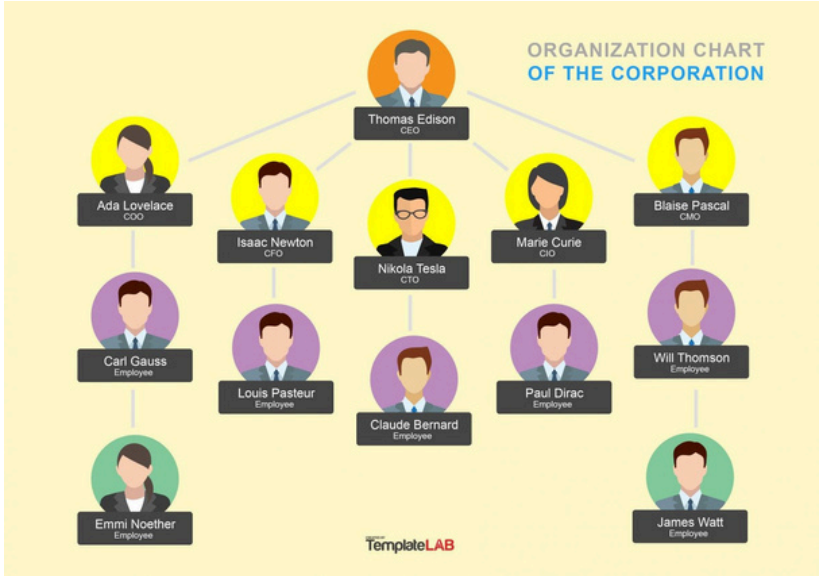 ORGANIZATION CHART
OF THE CORPORATION
Thomas Edison
CEO
Ada Lovelace
COO
Isaac Newton
CFO
Nikola Tesla
CTO
Marie Curie
CIO
Blaise Pascal
CMO
Carl Gauss
Employee
Louis Pasteur
Employee
Claude Bernard
Employee
Paul Dirac
Employee
Will Thomson
Employee
Emmi Noether
Employee
James Watt
Employee
TemplateLAB